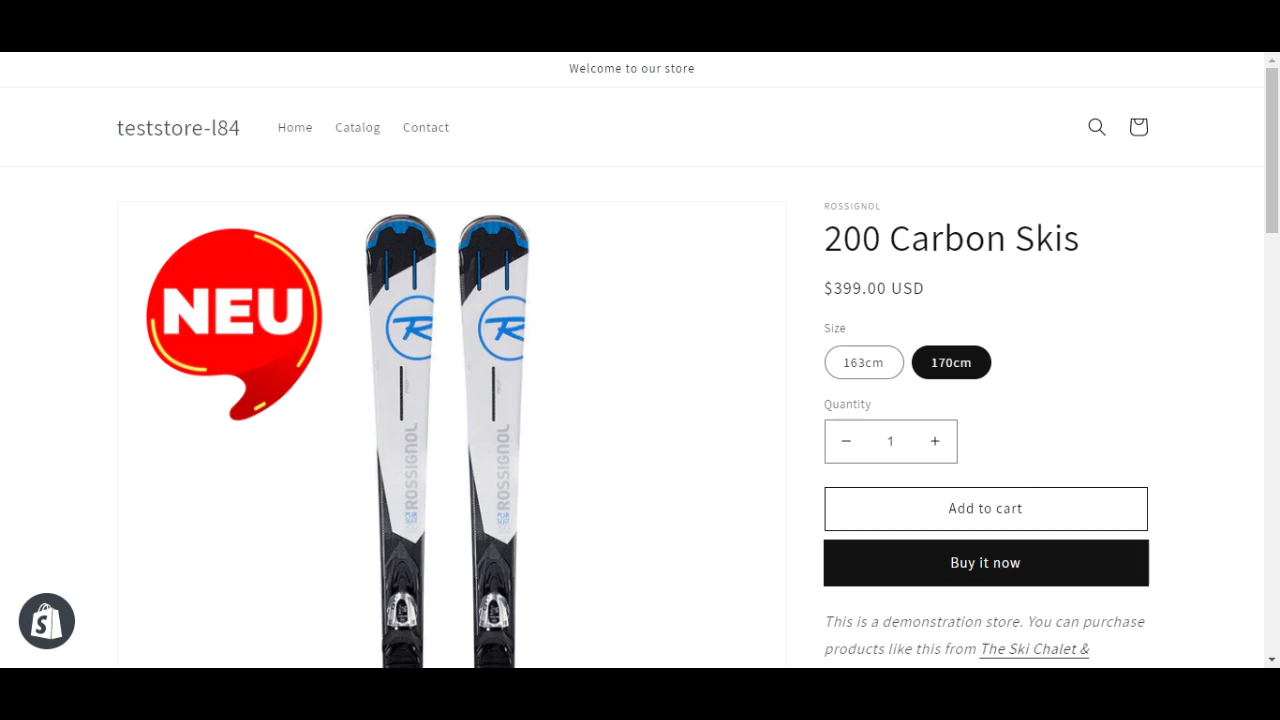 Welcome to our store
teststore-l84
Home
Catalog
Contact
NEU
ROSSIGNOL
ROSSIGNOL
ROSSIGNOL
200 Carbon Skis
$399.00 USD
Size
163cm
170cm
Quantity
− 1 +
Add to cart
Buy it now
This is a demonstration store. You can purchase
products like this from The Ski Chalet &